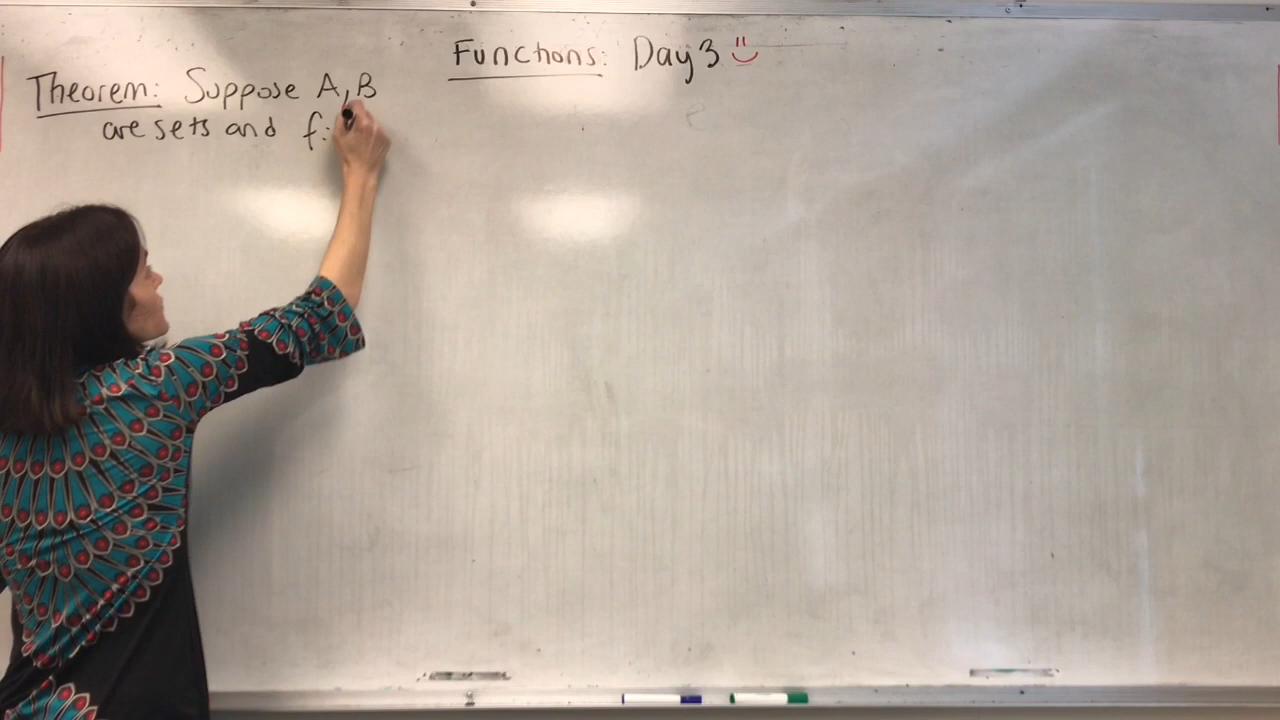 Functions: Day 3 
Theorem: Suppose A, B
are sets and f: